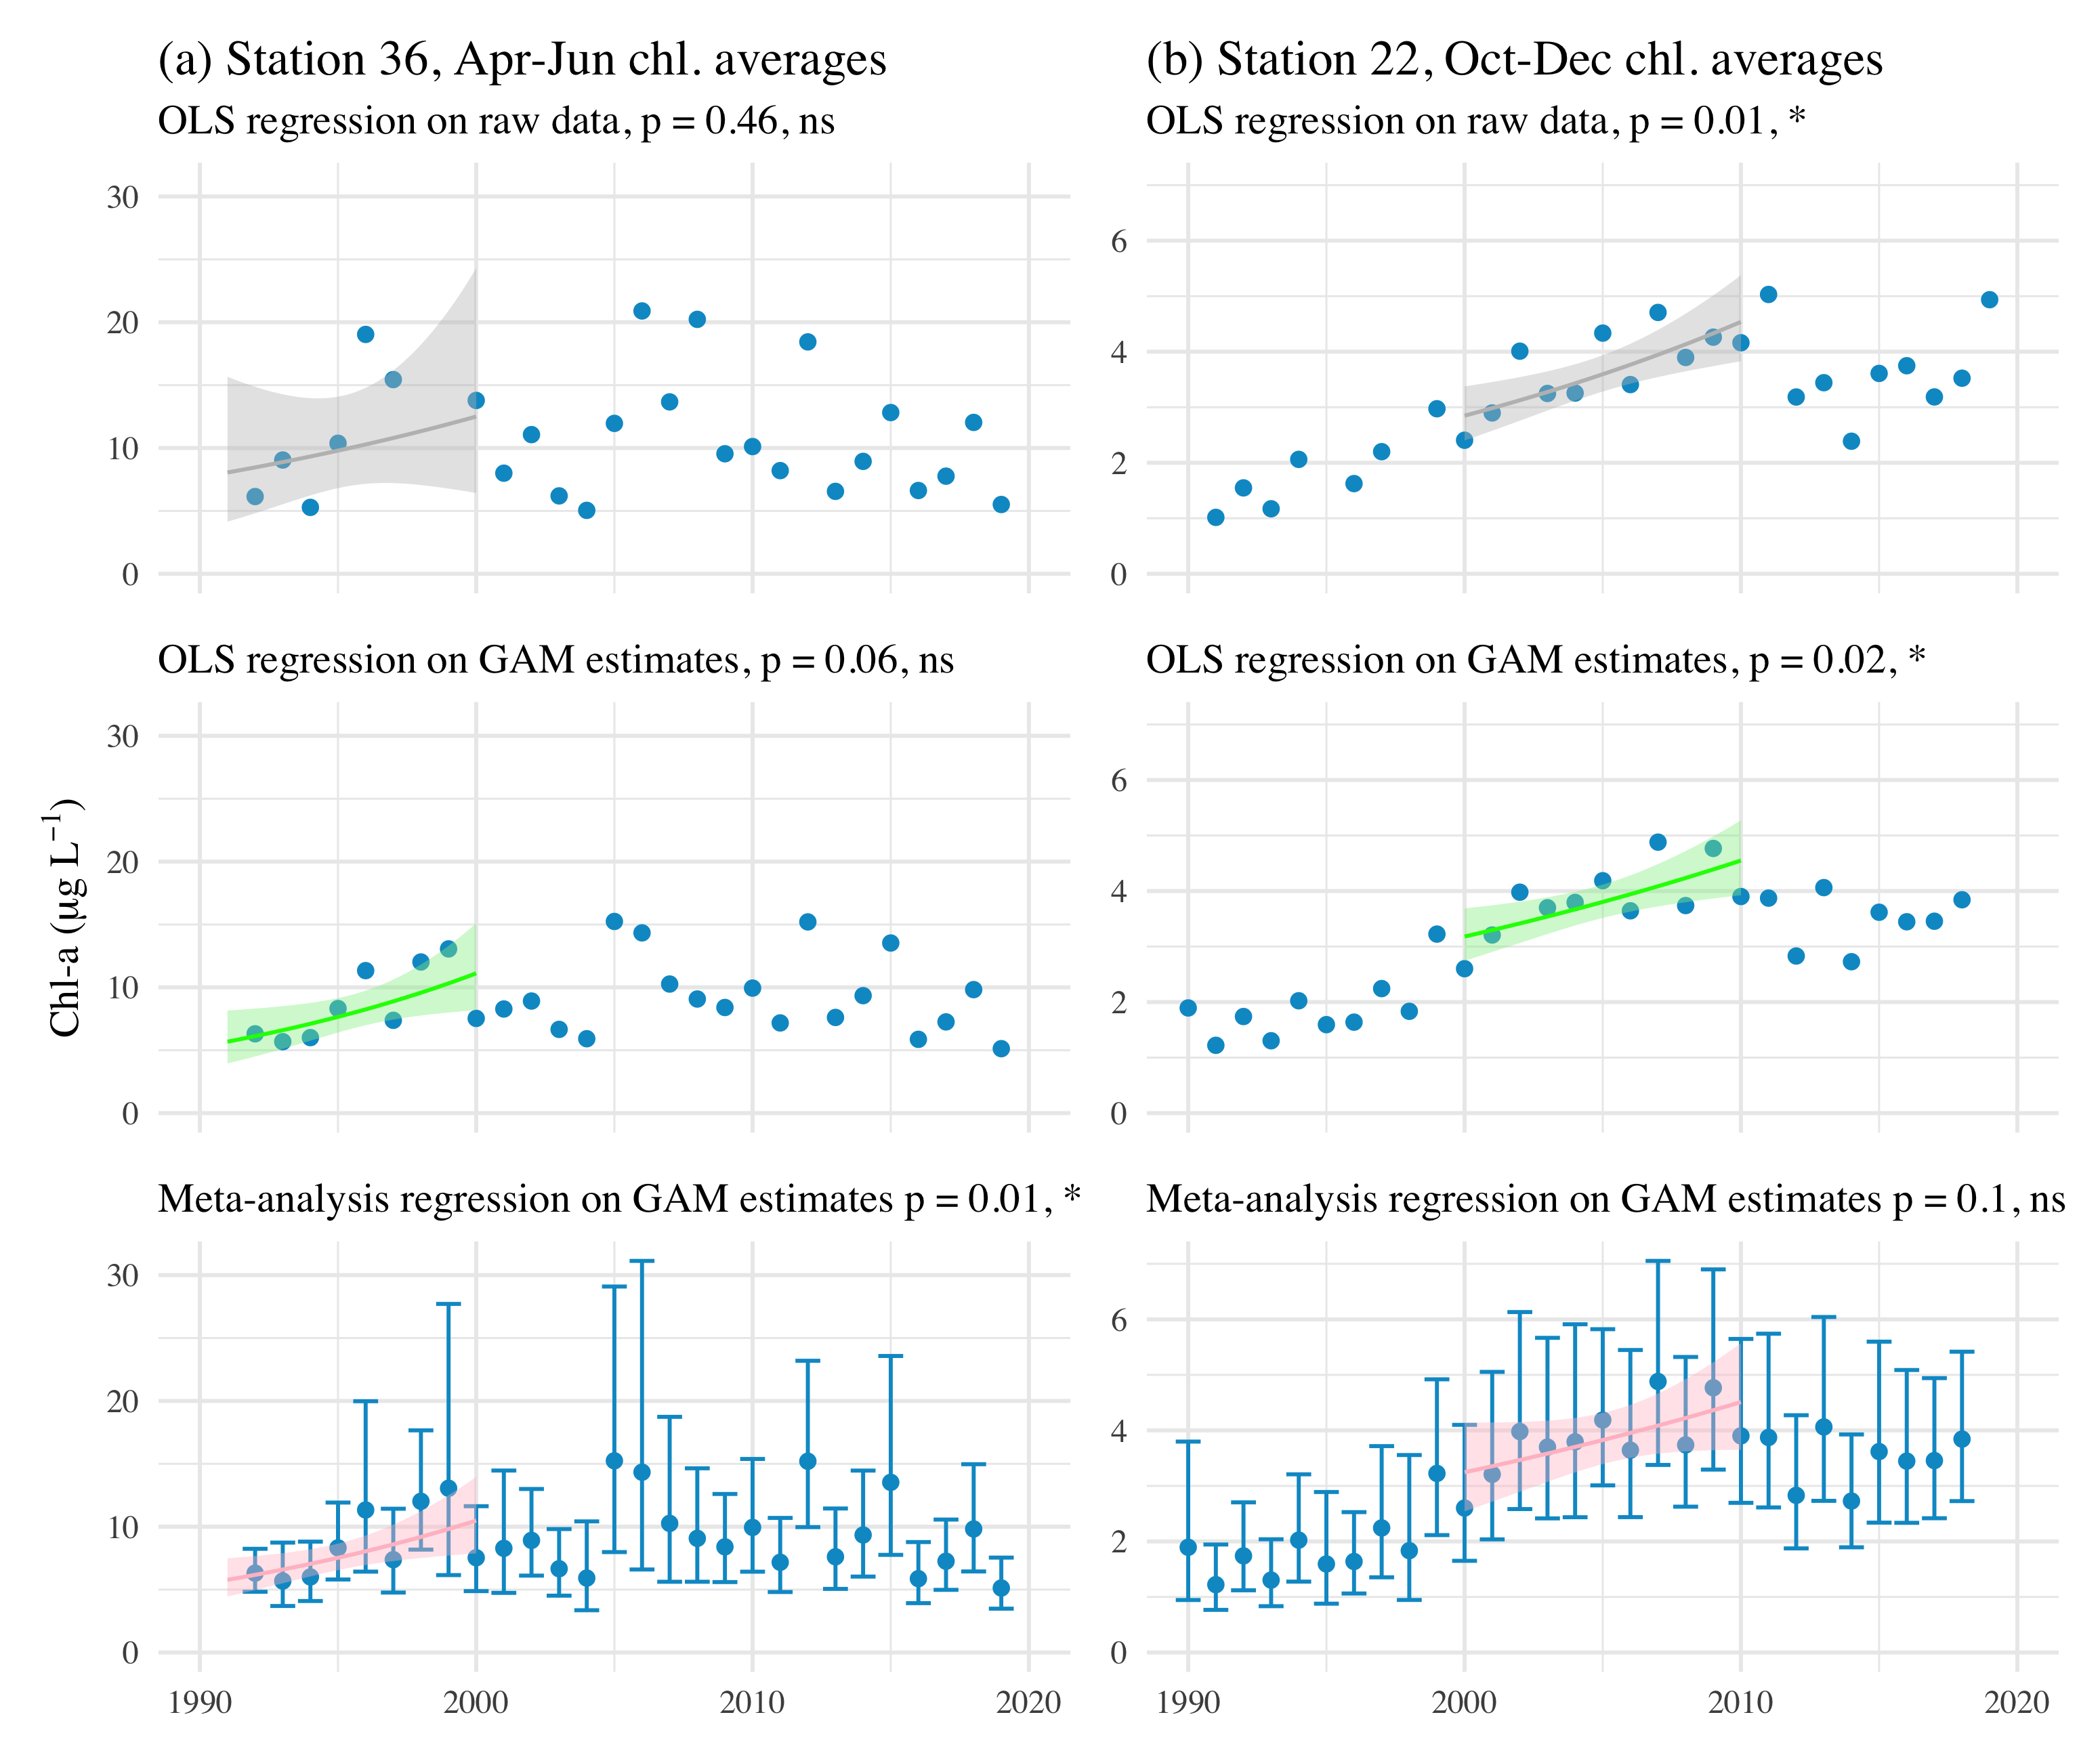 (a) Station 36, Apr-Jun chl. averages
OLS regression on raw data, p = 0.46, ns
30
20
10
0
OLS regression on GAM estimates, p = 0.06, ns
30
20
10
0
Meta-analysis regression on GAM estimates p = 0.01, *
30
20
10
0
1990 2000 2010 2020
Chl-a (µg L⁻¹)
(b) Station 22, Oct-Dec chl. averages
OLS regression on raw data, p = 0.01, *
6
4
2
0
OLS regression on GAM estimates, p = 0.02, *
6
4
2
0
Meta-analysis regression on GAM estimates p = 0.1, ns
6
4
2
0
1990 2000 2010 2020